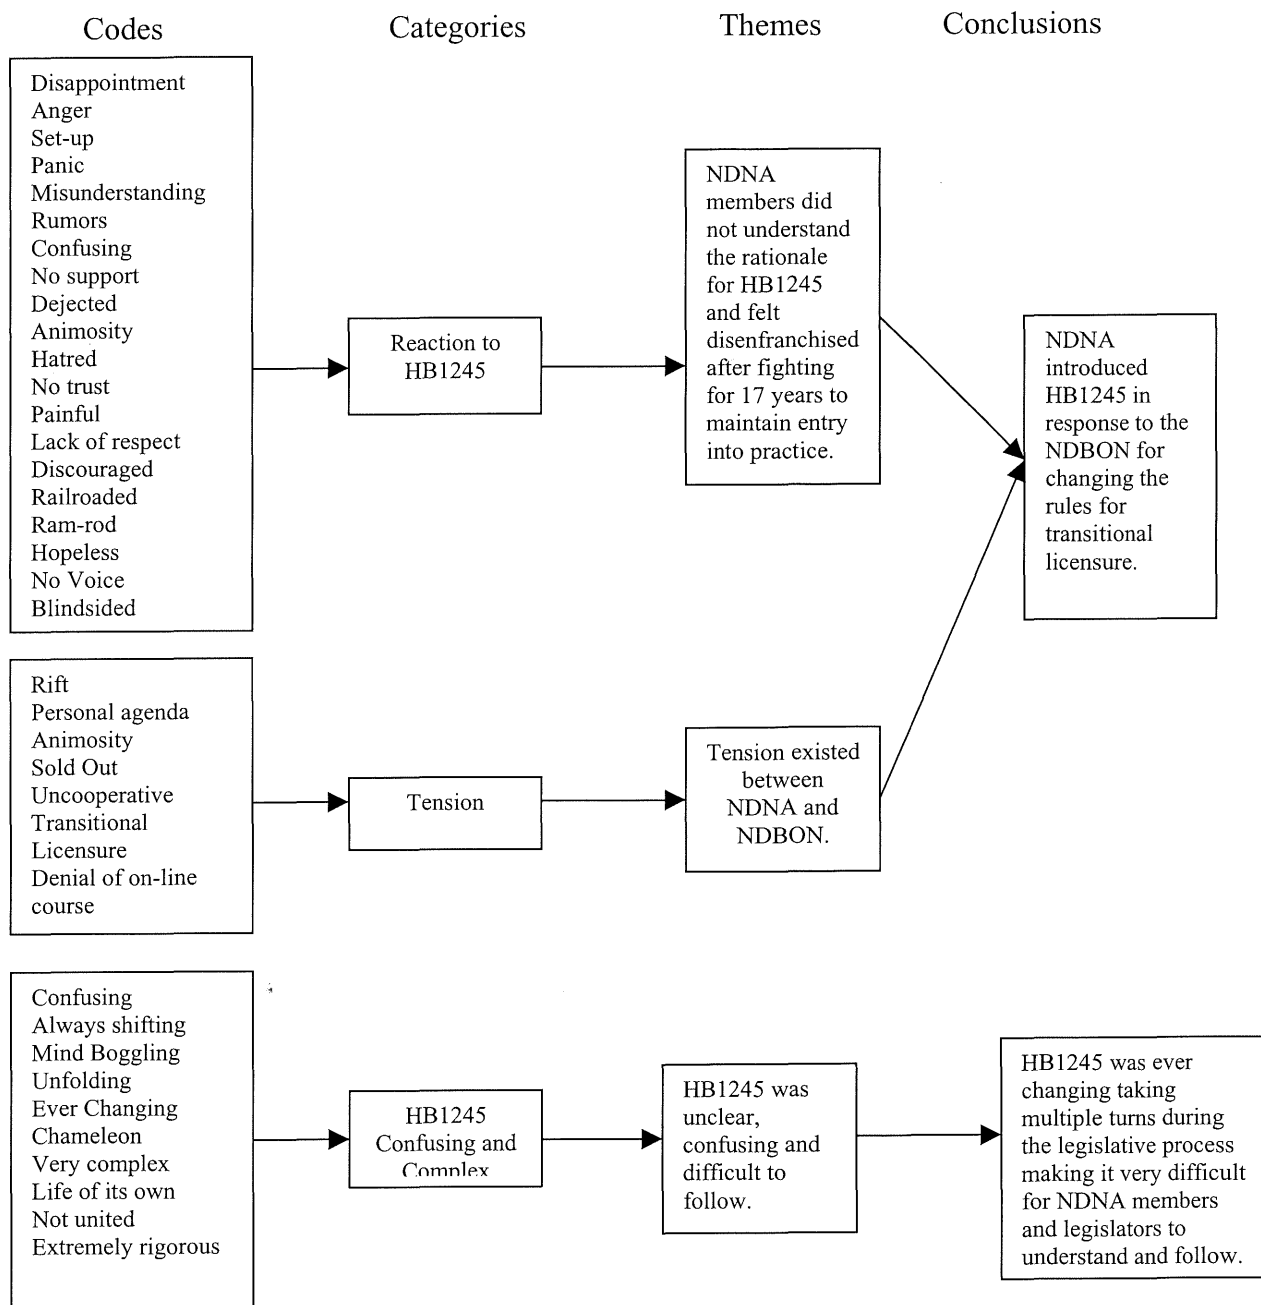 Codes
Categories
Themes
Conclusions
Disappointment
Anger
Set-up
Panic
Misunderstanding
Rumors
Confusing
No support
Dejected
Animosity
Hatred
No trust
Painful
Lack of respect
Discouraged
Railroaded
Ram-rod
Hopeless
No Voice
Blindsided
Reaction to
HB1245
NDNA
members did
not understand
the rationale
for HB1245
and felt
disenfranchised
after fighting
for 17 years to
maintain entry
into practice.
NDNA
introduced
HB1245 in
response to the
NDBON for
changing the
rules for
transitional
licensure.
Rift
Personal agenda
Animosity
Sold Out
Uncooperative
Transitional
Licensure
Denial of on-line
course
Tension
Tension existed
between
NDNA and
NDBON.
Confusing
Always shifting
Mind Boggling
Unfolding
Ever Changing
Chameleon
Very complex
Life of its own
Not united
Extremely rigorous
HB1245
Confusing and
Complex
HB1245 was
unclear,
confusing and
difficult to
follow.
HB1245 was ever
changing taking
multiple turns during
the legislative process
making it very difficult
for NDNA members
and legislators to
understand and follow.